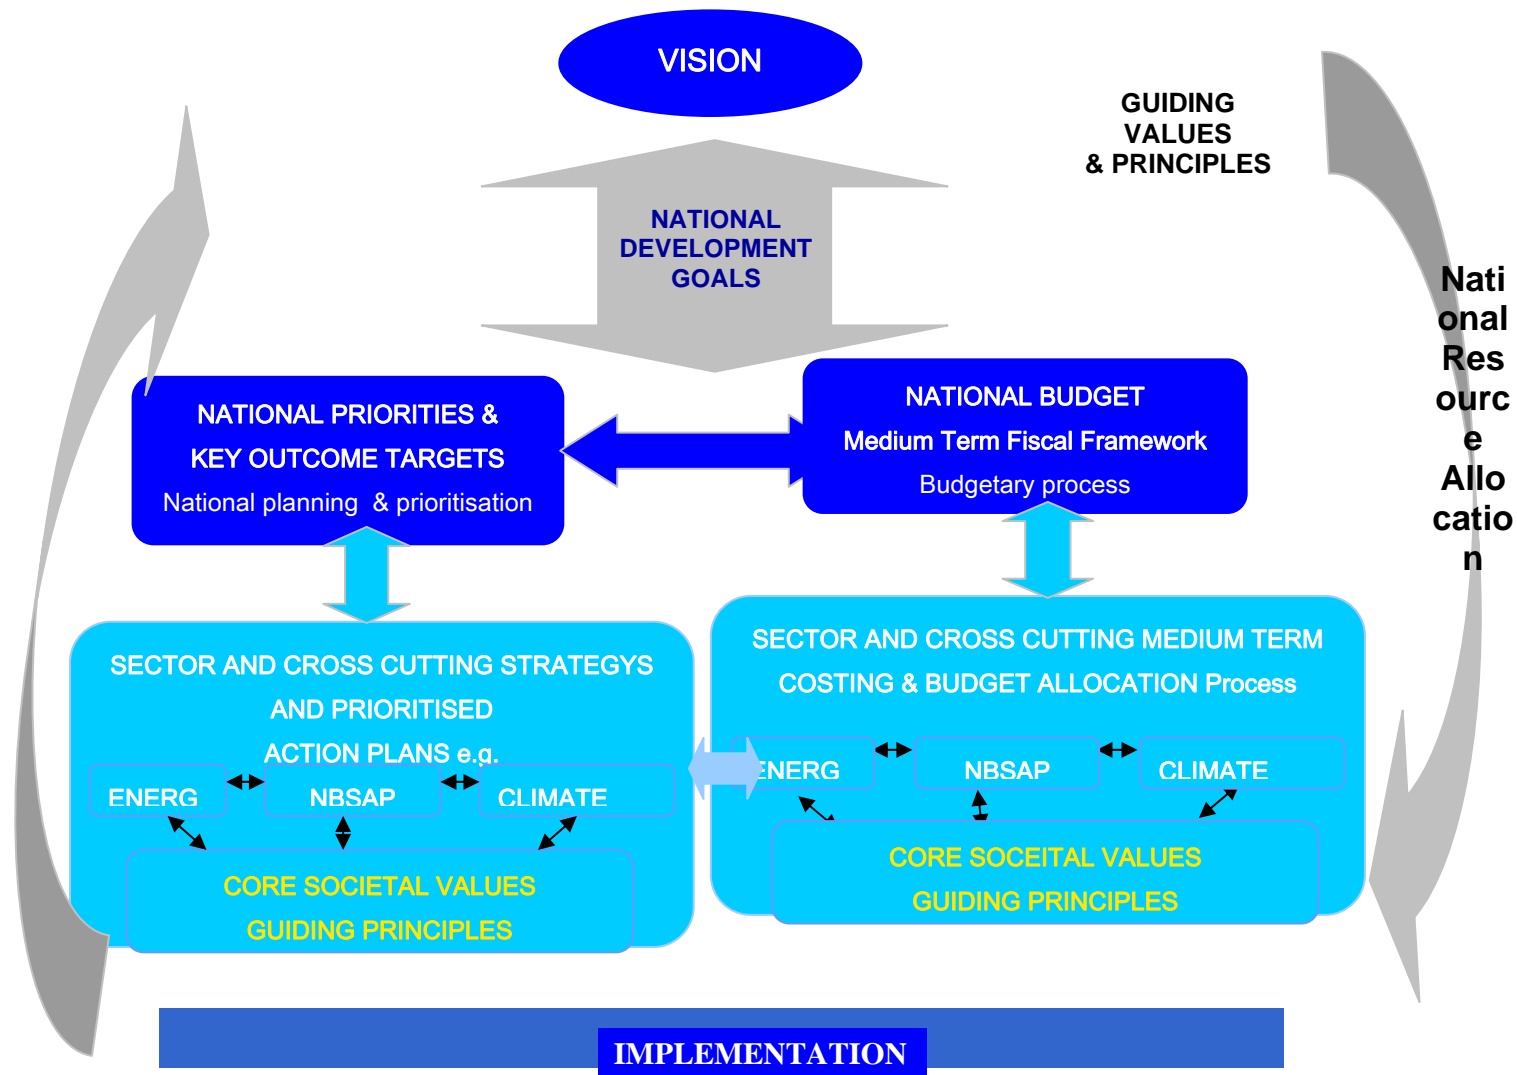 VISION
GUIDING
VALUES
& PRINCIPLES
NATIONAL
DEVELOPMENT
GOALS
Nati
onal
Res
ourc
e
Allo
catio
n
NATIONAL PRIORITIES &
KEY OUTCOME TARGETS
National planning & prioritisation
NATIONAL BUDGET
Medium Term Fiscal Framework
Budgetary process
SECTOR AND CROSS CUTTING STRATEGYS
AND PRIORITISED
ACTION PLANS e.g.
ENERG
NBSAP
CLIMATE
CORE SOCIETAL VALUES
GUIDING PRINCIPLES
SECTOR AND CROSS CUTTING MEDIUM TERM
COSTING & BUDGET ALLOCATION Process
ENERG
NBSAP
CLIMATE
CORE SOCEITAL VALUES
GUIDING PRINCIPLES
IMPLEMENTATION